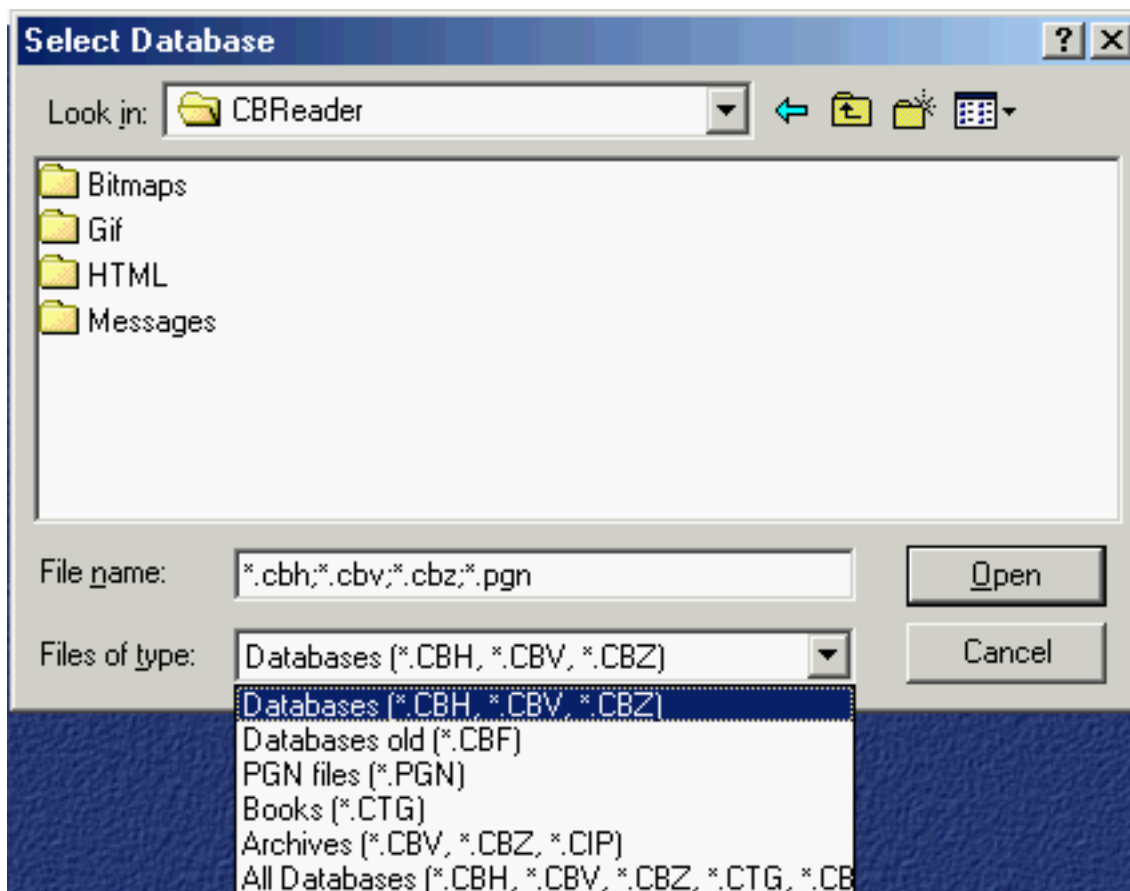 Select Database
Look in: CBReader
Bitmaps
Gif
HTML
Messages
File name: *.cbh;*.cbv;*.cbz;*.pgn Open
Files of type: Databases (*.CBH, *.CBV, *.CBZ) Cancel
Databases (*.CBH, *.CBV, *.CBZ)
Databases old (*.CBF)
PGN files (*.PGN)
Books (*.CTG)
Archives (*.CBV, *.CBZ, *.CIP)
All Databases (*.CBH, *.CBV, *.CBZ, *.CTG, *.CB